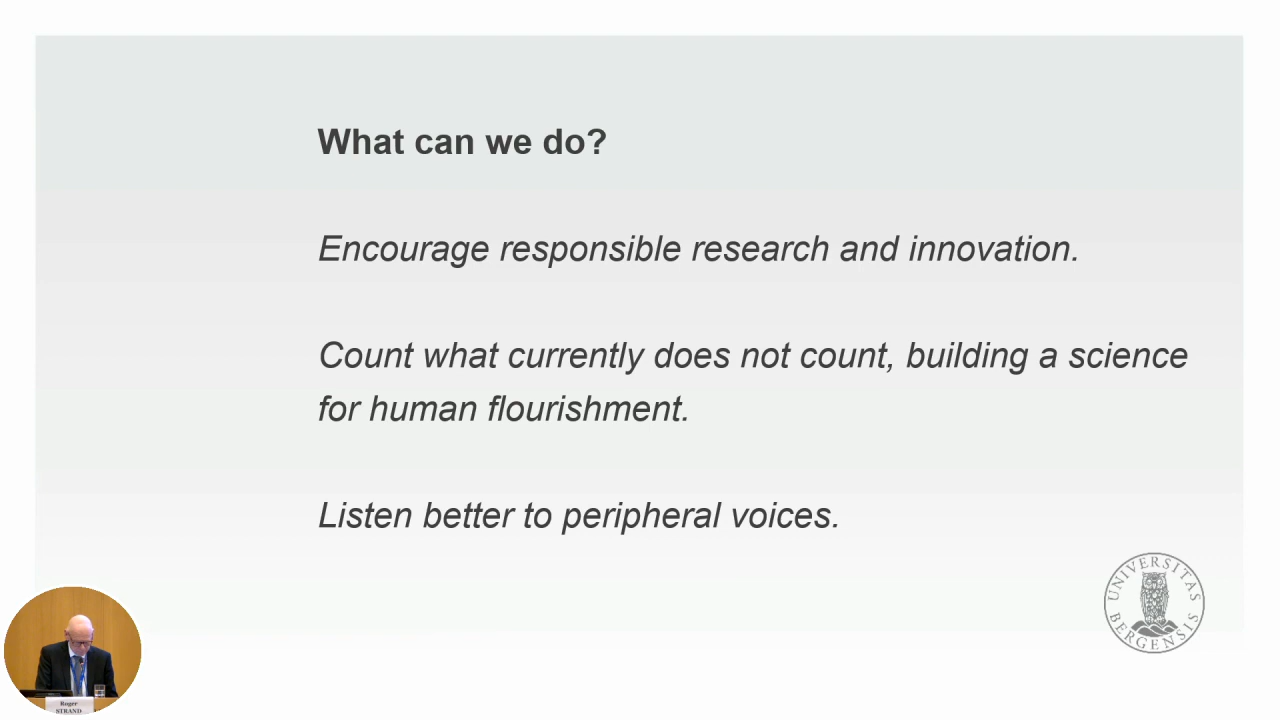 What can we do?
Encourage responsible research and innovation.
Count what currently does not count, building a science
for human flourishment.
Listen better to peripheral voices.
UNIVERSITAS
BERGENSIS
Roger
STRAND